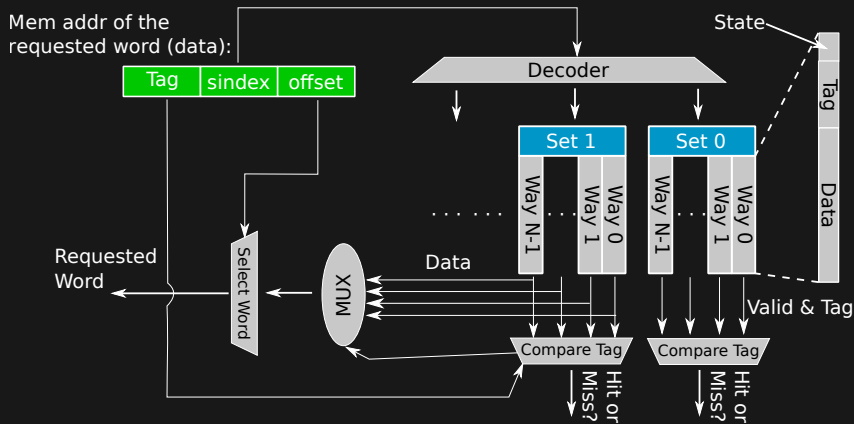 Mem addr of the
requested word (data):
State
Tag sindex offset
Decoder
Tag
Set 1
Set 0
Way N-1
...
Way 1
Way 0
Way N-1
...
Way 1
Way 0
Data
... ...
Requested
Word
Select Word
MUX
Data
Valid & Tag
Compare Tag
Compare Tag
Hit or
Miss?
Hit or
Miss?